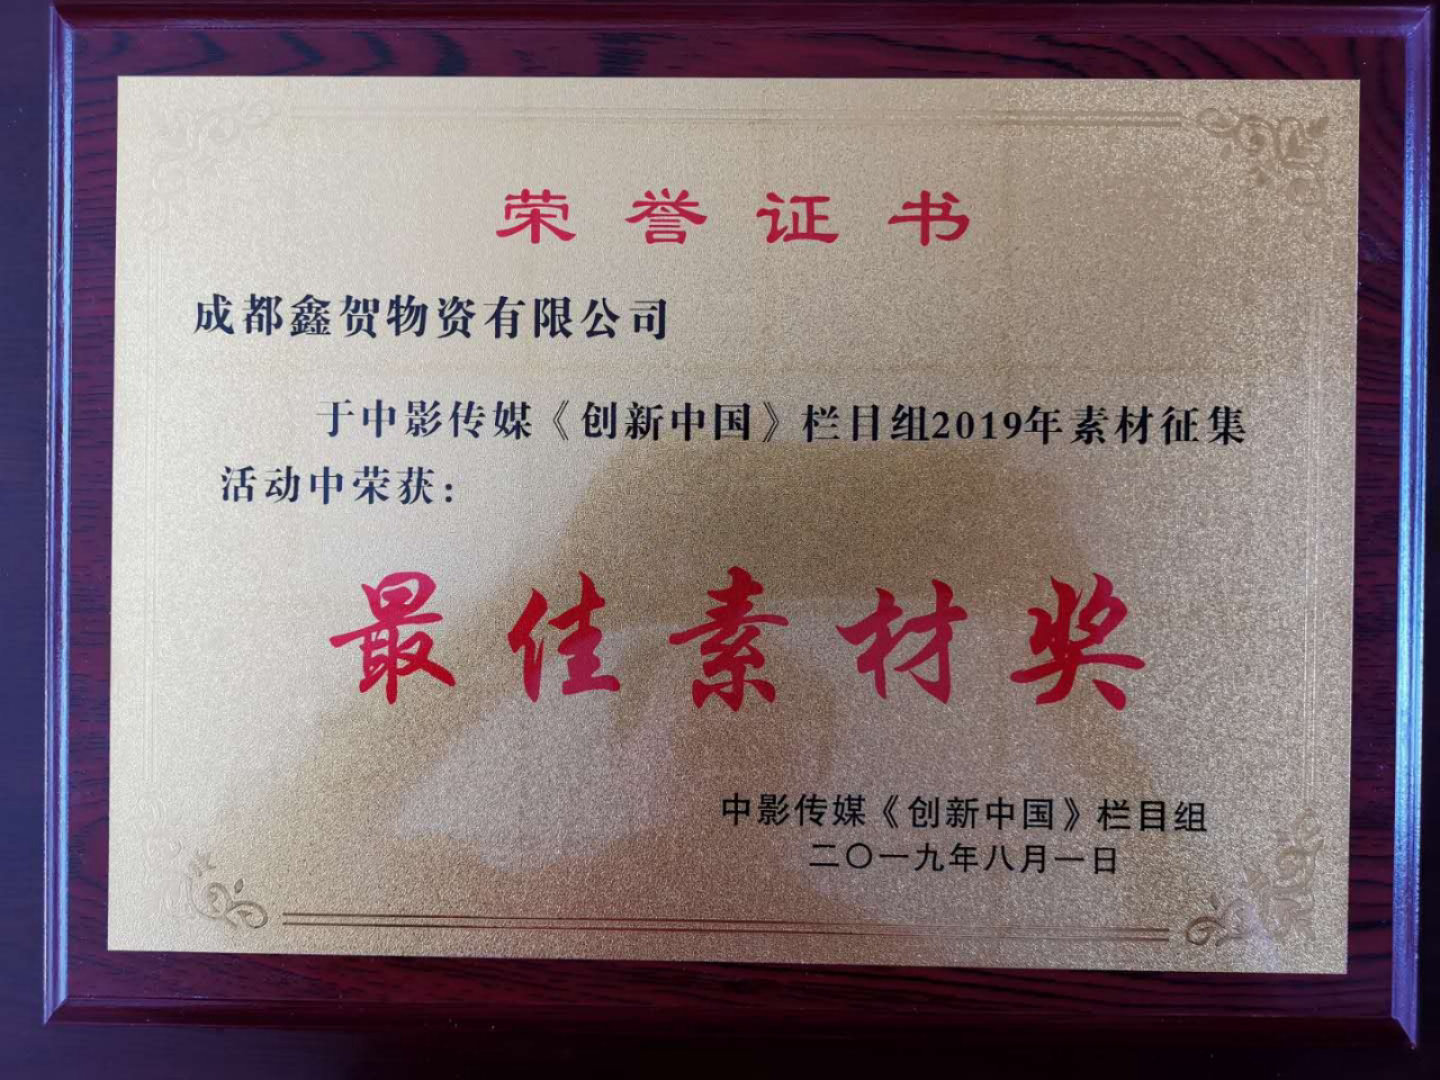 荣誉证书
成都鑫贺物资有限公司
于中影传媒《创新中国》栏目组2019年素材征集
活动中荣获：
最佳素材奖
中影传媒《创新中国》栏目组
二〇一九年八月一日